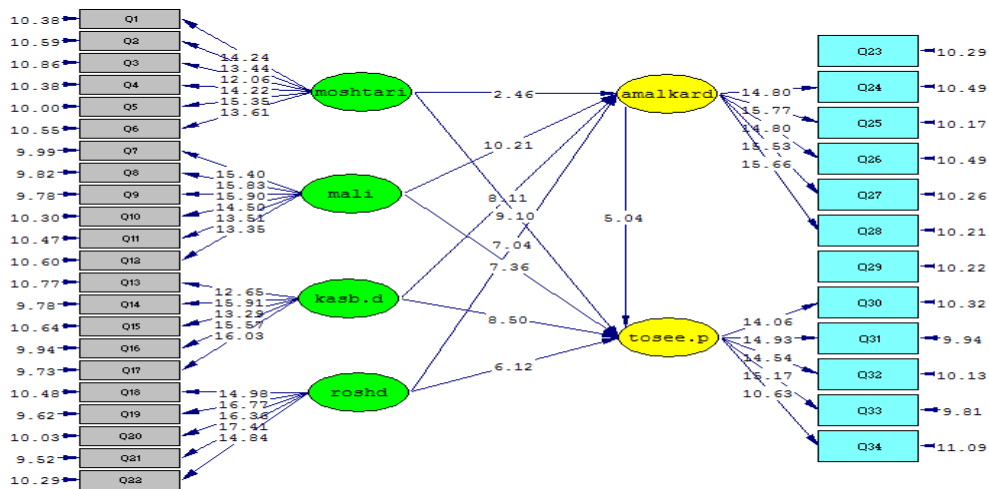 10.38 Q1
10.59 Q2
10.86 Q3
10.38 Q4
10.00 Q5
10.55 Q6
9.99 Q7
9.82 Q8
9.78 Q9
10.30 Q10
10.47 Q11
10.60 Q12
10.77 Q13
9.78 Q14
10.64 Q15
9.94 Q16
9.73 Q17
10.48 Q18
9.62 Q19
10.03 Q20
9.52 Q21
10.29 Q22
14.24
13.44
12.06
14.22
15.35
13.61
15.40
15.83
15.90
14.50
13.51
13.35
12.65
15.91
13.29
15.57
16.03
14.98
16.77
16.36
17.41
14.84
moshtari
mali
kasb.d
roshd
2.46
10.21
8.11
9.10
7.04
7.36
8.50
6.12
5.04
amalkard
tosee.p
14.80
15.77
14.80
15.53
15.66
14.06
14.93
14.54
15.17
10.63
Q23 10.29
Q24 10.49
Q25 10.17
Q26 10.49
Q27 10.26
Q28 10.21
Q29 10.22
Q30 10.32
Q31 9.94
Q32 10.13
Q33 9.81
Q34 11.09